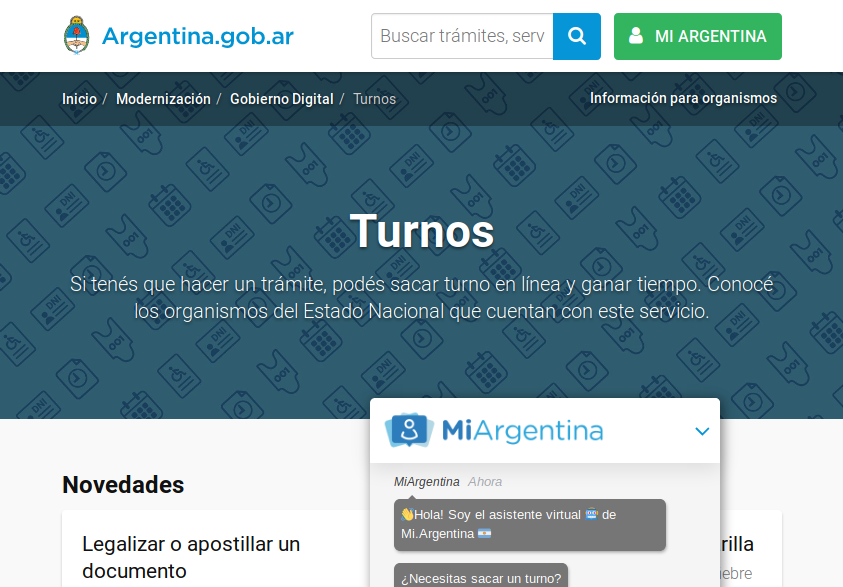 Argentina.gob.ar
Buscar trámites, serv
MI ARGENTINA
Inicio / Modernización / Gobierno Digital / Turnos
Información para organismos
Turnos
Si tenés que hacer un trámite, podés sacar turno en línea y ganar tiempo. Conocé
los organismos del Estado Nacional que cuentan con este servicio.
MiArgentina
MiArgentina Ahora
👋Hola! Soy el asistente virtual 🤖 de
Mi.Argentina 🇦🇷
¿Necesitas sacar un turno?
Novedades
Legalizar o apostillar un
documento
rilla